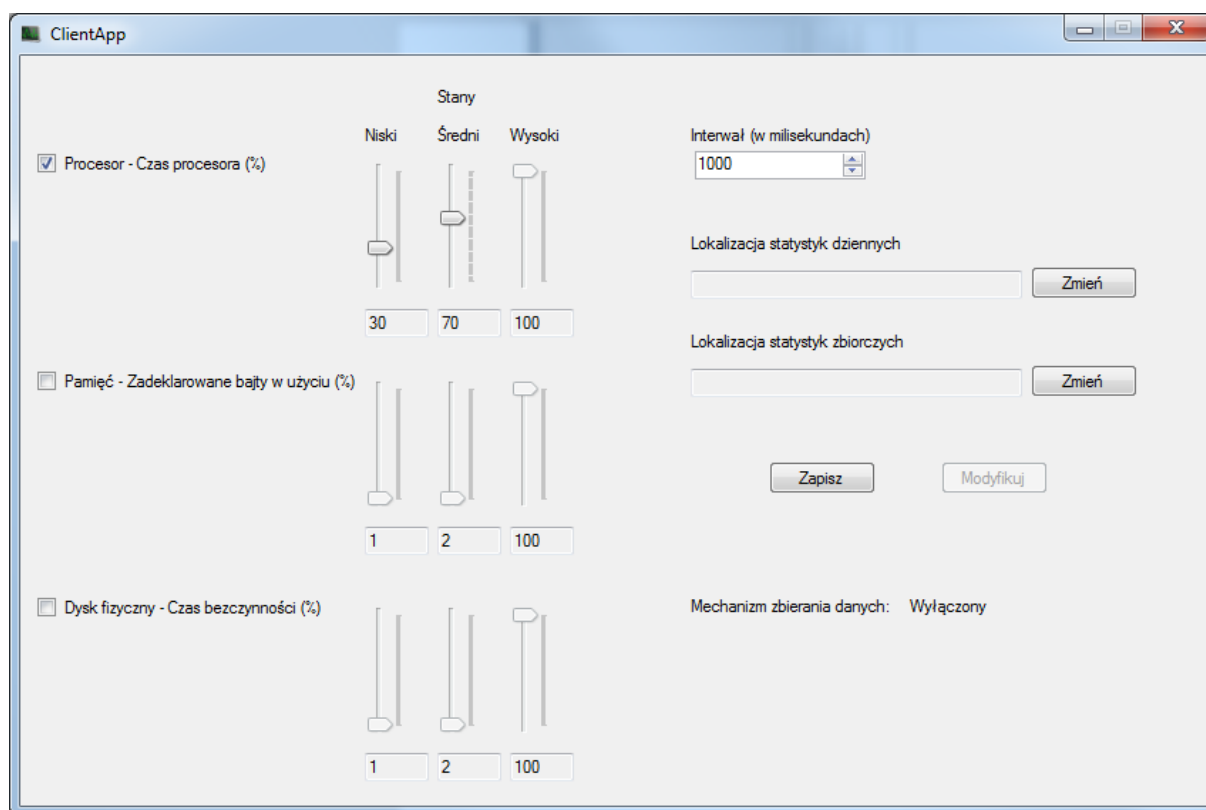 ClientApp
Stany
Niski Średni Wysoki
Procesor - Czas procesora (%)
30 70 100
Pamięć - Zadeklarowane bajty w użyciu (%)
1 2 100
Dysk fizyczny - Czas bezczynności (%)
1 2 100
Interwał (w milisekundach)
1000
Lokalizacja statystyk dziennych
Zmień
Lokalizacja statystyk zbiorczych
Zmień
Zapisz Modyfikuj
Mechanizm zbierania danych: Wyłączony